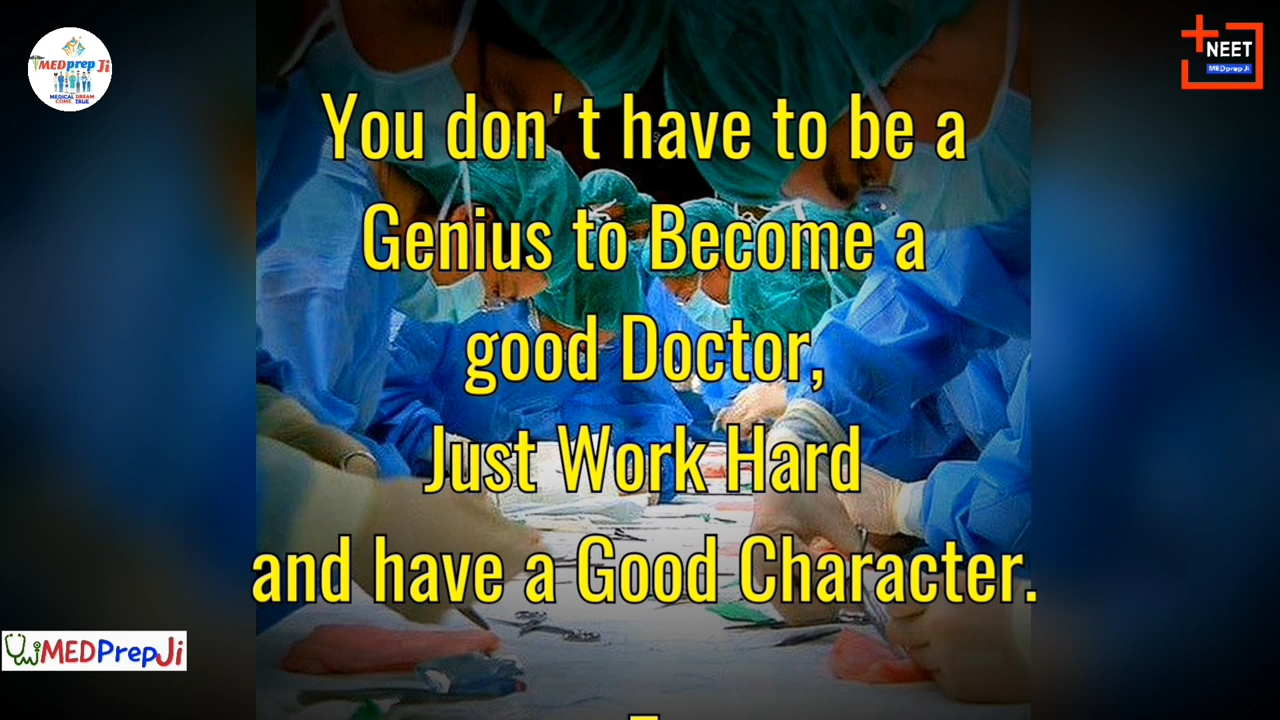 MEDprep Ji
MEDICAL DREAM
COME TRUE
NEET
MEDprep Ji
You don't have to be a
Genius to Become a
good Doctor,
Just Work Hard
and have a Good Character.
MEDPrepJi